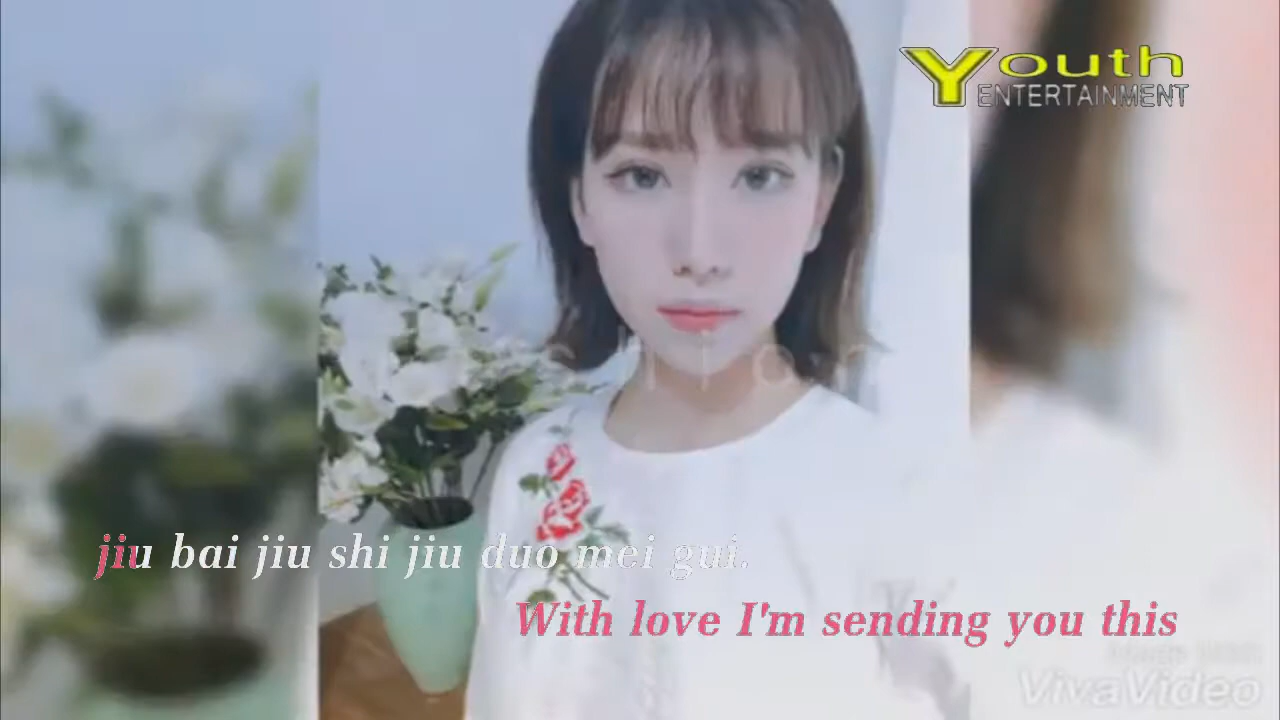 Youth
ENTERTAINMENT
jiu bai jiu shi jiu duo mei gui.
With love I'm sending you this
VivaVideo